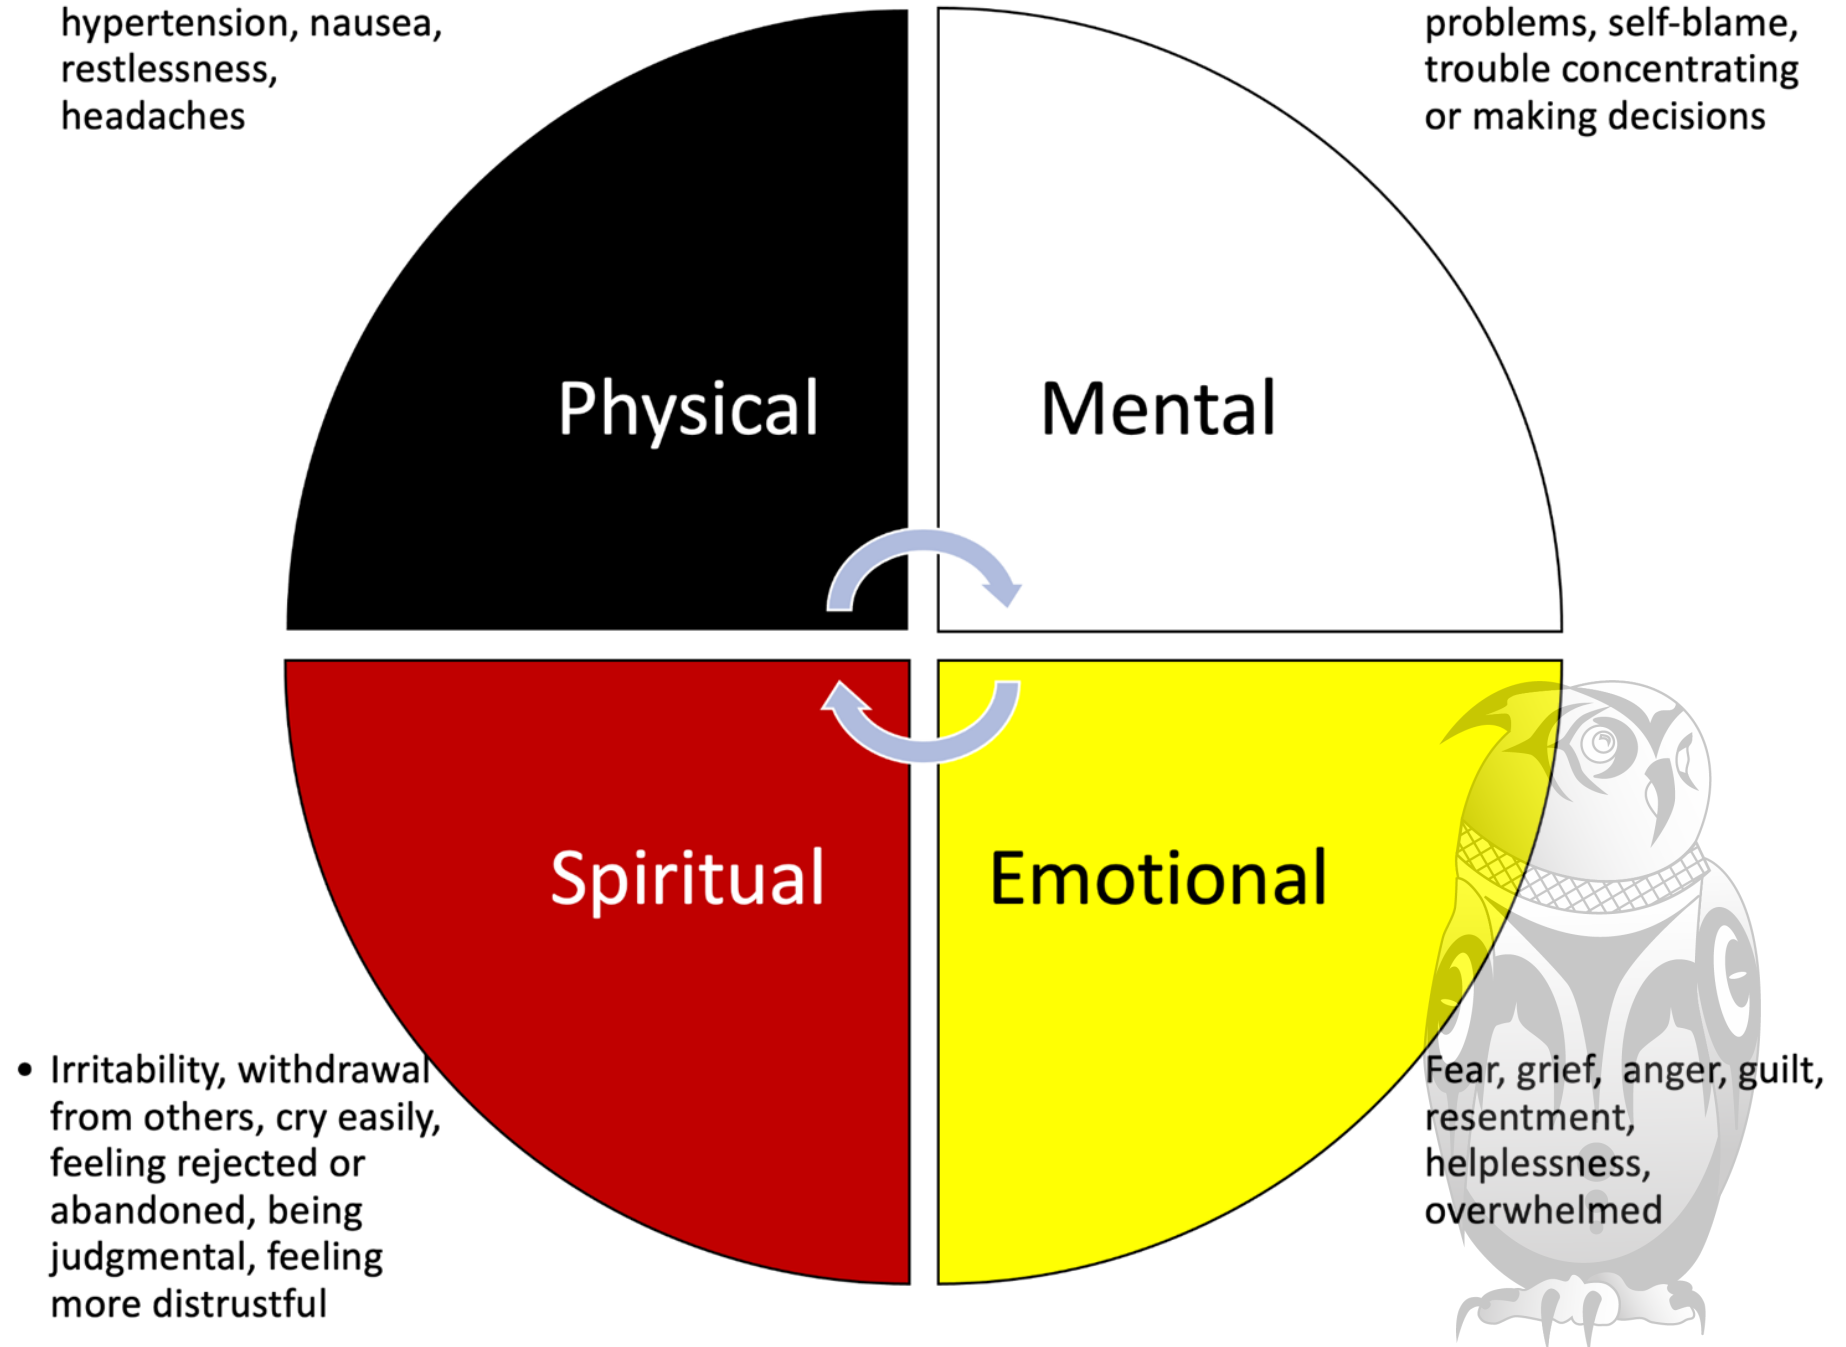 hypertension, nausea,
restlessness,
headaches
problems, self-blame,
trouble concentrating
or making decisions
Physical
Mental
Spiritual
Emotional
• Irritability, withdrawal
from others, cry easily,
feeling rejected or
abandoned, being
judgmental, feeling
more distrustful
Fear, grief,  anger, guilt,
resentment,
helplessness,
overwhelmed